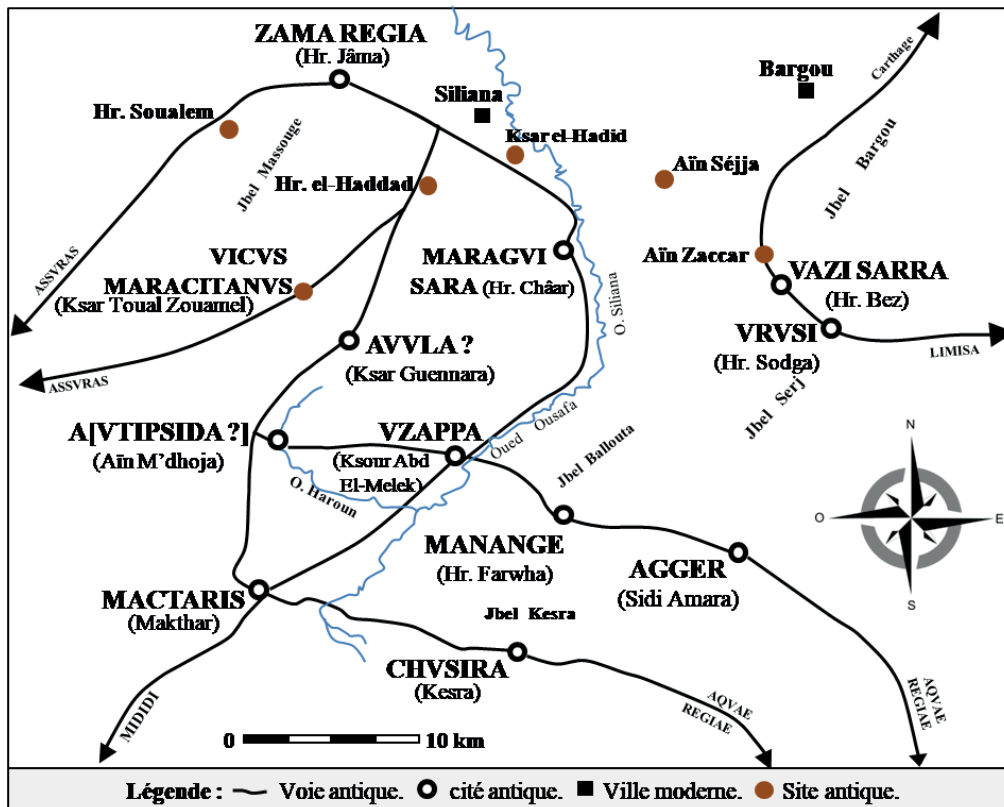 ZAMA REGIA
(Hr. Jâma)
Carthage
Bargou
Siliana
Hr. Soualem
Ksar el-Hadid
Jbel Massouge
Jbel Bargou
Aïn Séjja
Hr. el-Haddad
ASSVRAS
VICVS
MARACITANVS
(Ksar Toual Zouamel)
MARAGVI
SARA (Hr. Châar)
O. Siliana
Aïn Zaccar
VAZI SARRA
(Hr. Bez)
VRVSI
(Hr. Sodga)
LIMISA
ASSVRAS
AVVLA ?
(Ksar Guennara)
Jbel Serj
A[VTIPSIDA ?]
(Aïn M’dhoja)
VZAPPA
(Ksour Abd
El-Melek)
Oued Ousafa
Jbel Ballouta
O. Haroun
N
O
E
S
MANANGE
(Hr. Farwha)
AGGER
(Sidi Amara)
MACTARIS
(Makthar)
Jbel Kesra
CHVSIRA
(Kesra)
MIDIDI
AQVAE
REGIAE
AQVAE
REGIAE
0
10 km
Légende :
Voie antique.
cité antique.
Ville moderne.
Site antique.